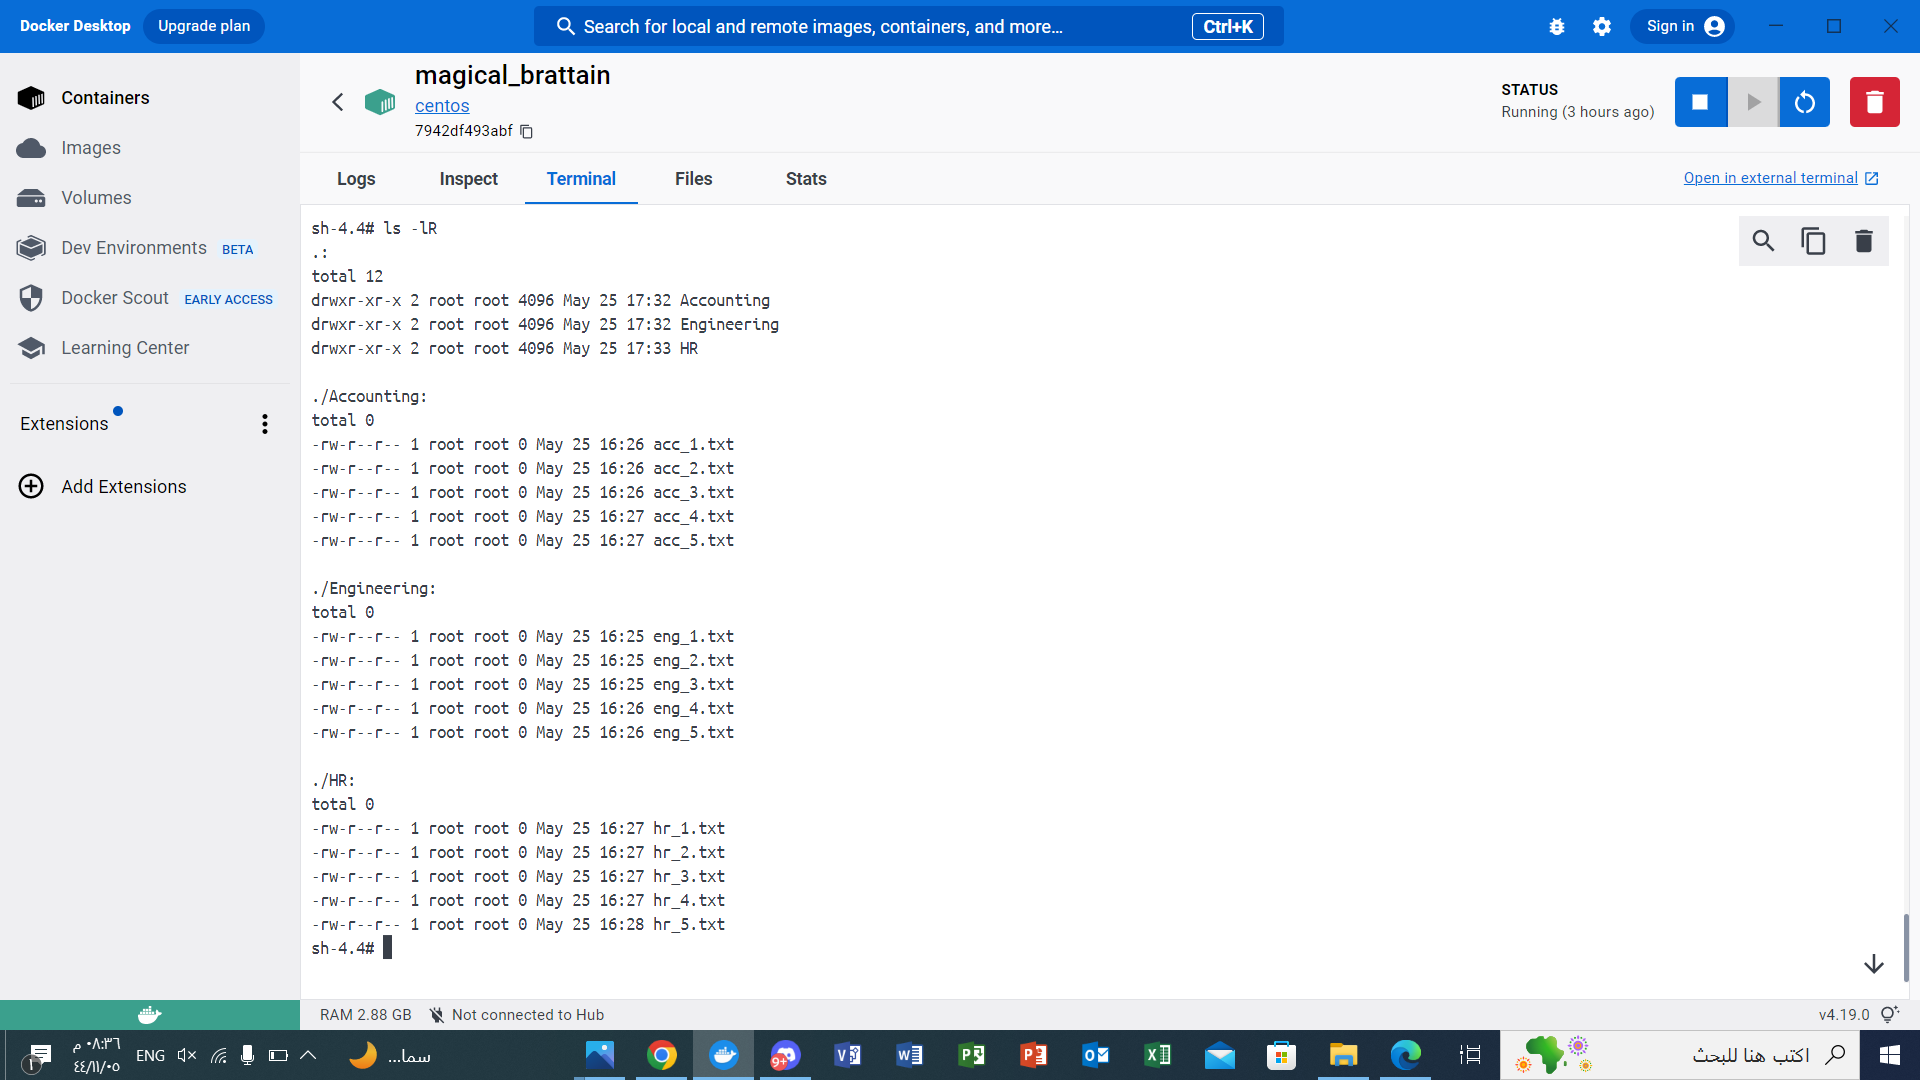 Docker Desktop Upgrade plan Search for local and remote images, containers, and more... Ctrl+K Sign in
Containers
Images
Volumes
Dev Environments BETA
Docker Scout EARLY ACCESS
Learning Center
Extensions
Add Extensions
magical_brattain
centos
7942df493abf
STATUS
Running (3 hours ago)
Logs Inspect Terminal Files Stats Open in external terminal
sh-4.4# ls -lR
.:
total 12
drwxr-xr-x 2 root root 4096 May 25 17:32 Accounting
drwxr-xr-x 2 root root 4096 May 25 17:32 Engineering
drwxr-xr-x 2 root root 4096 May 25 17:33 HR
./Accounting:
total 0
-rw-r--r-- 1 root root 0 May 25 16:26 acc_1.txt
-rw-r--r-- 1 root root 0 May 25 16:26 acc_2.txt
-rw-r--r-- 1 root root 0 May 25 16:26 acc_3.txt
-rw-r--r-- 1 root root 0 May 25 16:27 acc_4.txt
-rw-r--r-- 1 root root 0 May 25 16:27 acc_5.txt
./Engineering:
total 0
-rw-r--r-- 1 root root 0 May 25 16:25 eng_1.txt
-rw-r--r-- 1 root root 0 May 25 16:25 eng_2.txt
-rw-r--r-- 1 root root 0 May 25 16:25 eng_3.txt
-rw-r--r-- 1 root root 0 May 25 16:26 eng_4.txt
-rw-r--r-- 1 root root 0 May 25 16:26 eng_5.txt
./HR:
total 0
-rw-r--r-- 1 root root 0 May 25 16:27 hr_1.txt
-rw-r--r-- 1 root root 0 May 25 16:27 hr_2.txt
-rw-r--r-- 1 root root 0 May 25 16:27 hr_3.txt
-rw-r--r-- 1 root root 0 May 25 16:27 hr_4.txt
-rw-r--r-- 1 root root 0 May 25 16:28 hr_5.txt
sh-4.4#
RAM 2.88 GB Not connected to Hub v4.19.0
اكتب هنا للبحث
سما...
ENG
٠٨:٣٦ م
٤٤/١١/٠٥
١
9+